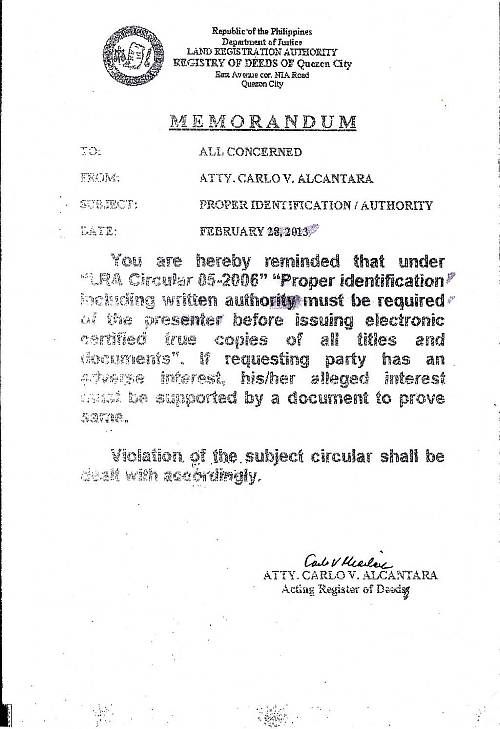 Republic of the Philippines
Department of Justice
LAND REGISTRATION AUTHORITY
REGISTRY OF DEEDS OF Quezon City
East Avenue cor. NIA Road
Quezon City
MEMORANDUM
TO: ALL CONCERNED
FROM: ATTY. CARLO V. ALCANTARA
SUBJECT: PROPER IDENTIFICATION / AUTHORITY
DATE: FEBRUARY 28, 2013
You are hereby reminded that under
"LRA Circular 05-2006" "Proper identification
including written authority must be required
of the presenter before issuing electronic
certified true copies of all titles and
documents". If requesting party has an
adverse interest, his/her alleged interest
must be supported by a document to prove
same.
Violation of the subject circular shall be
dealt with accordingly.
ATTY. CARLO V. ALCANTARA
Acting Register of Deeds